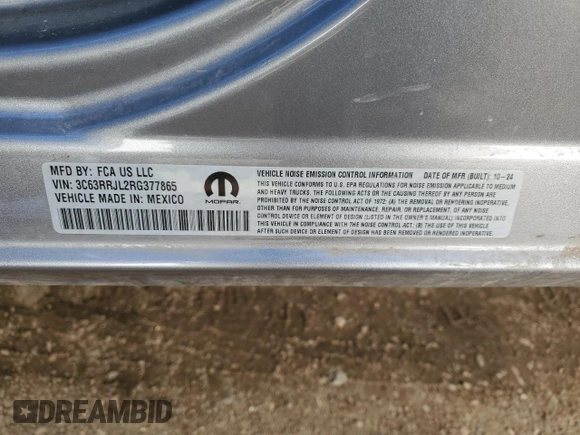 MFD BY: FCA US LLC
VIN: 3C63RRJL2RG377865
VEHICLE MADE IN: MEXICO
MOPAR
VEHICLE NOISE EMISSION CONTROL INFORMATION DATE OF MFR (BUILT): 10-24
THIS VEHICLE CONFORMS TO U.S. EPA REGULATIONS FOR NOISE EMISSION APPLICABLE TO MEDIUM
AND HEAVY TRUCKS. THE FOLLOWING ACTS OR THE CAUSING THEREOF BY ANY PERSON ARE
PROHIBITED BY THE NOISE CONTROL ACT OF 1972: (A) THE REMOVAL OR RENDERING INOPERATIVE,
OTHER THAN FOR PURPOSES OF MAINTENANCE, REPAIR, OR REPLACEMENT, OF ANY NOISE
CONTROL DEVICE OR ELEMENT OF DESIGN (LISTED IN THE OWNER'S MANUAL) INCORPORATED INTO
THIS VEHICLE IN COMPLIANCE WITH THE NOISE CONTROL ACT; (B) THE USE OF THIS VEHICLE
AFTER SUCH DEVICE OR ELEMENT OF DESIGN HAS BEEN REMOVED OR RENDERED INOPERATIVE.
DREAMBID